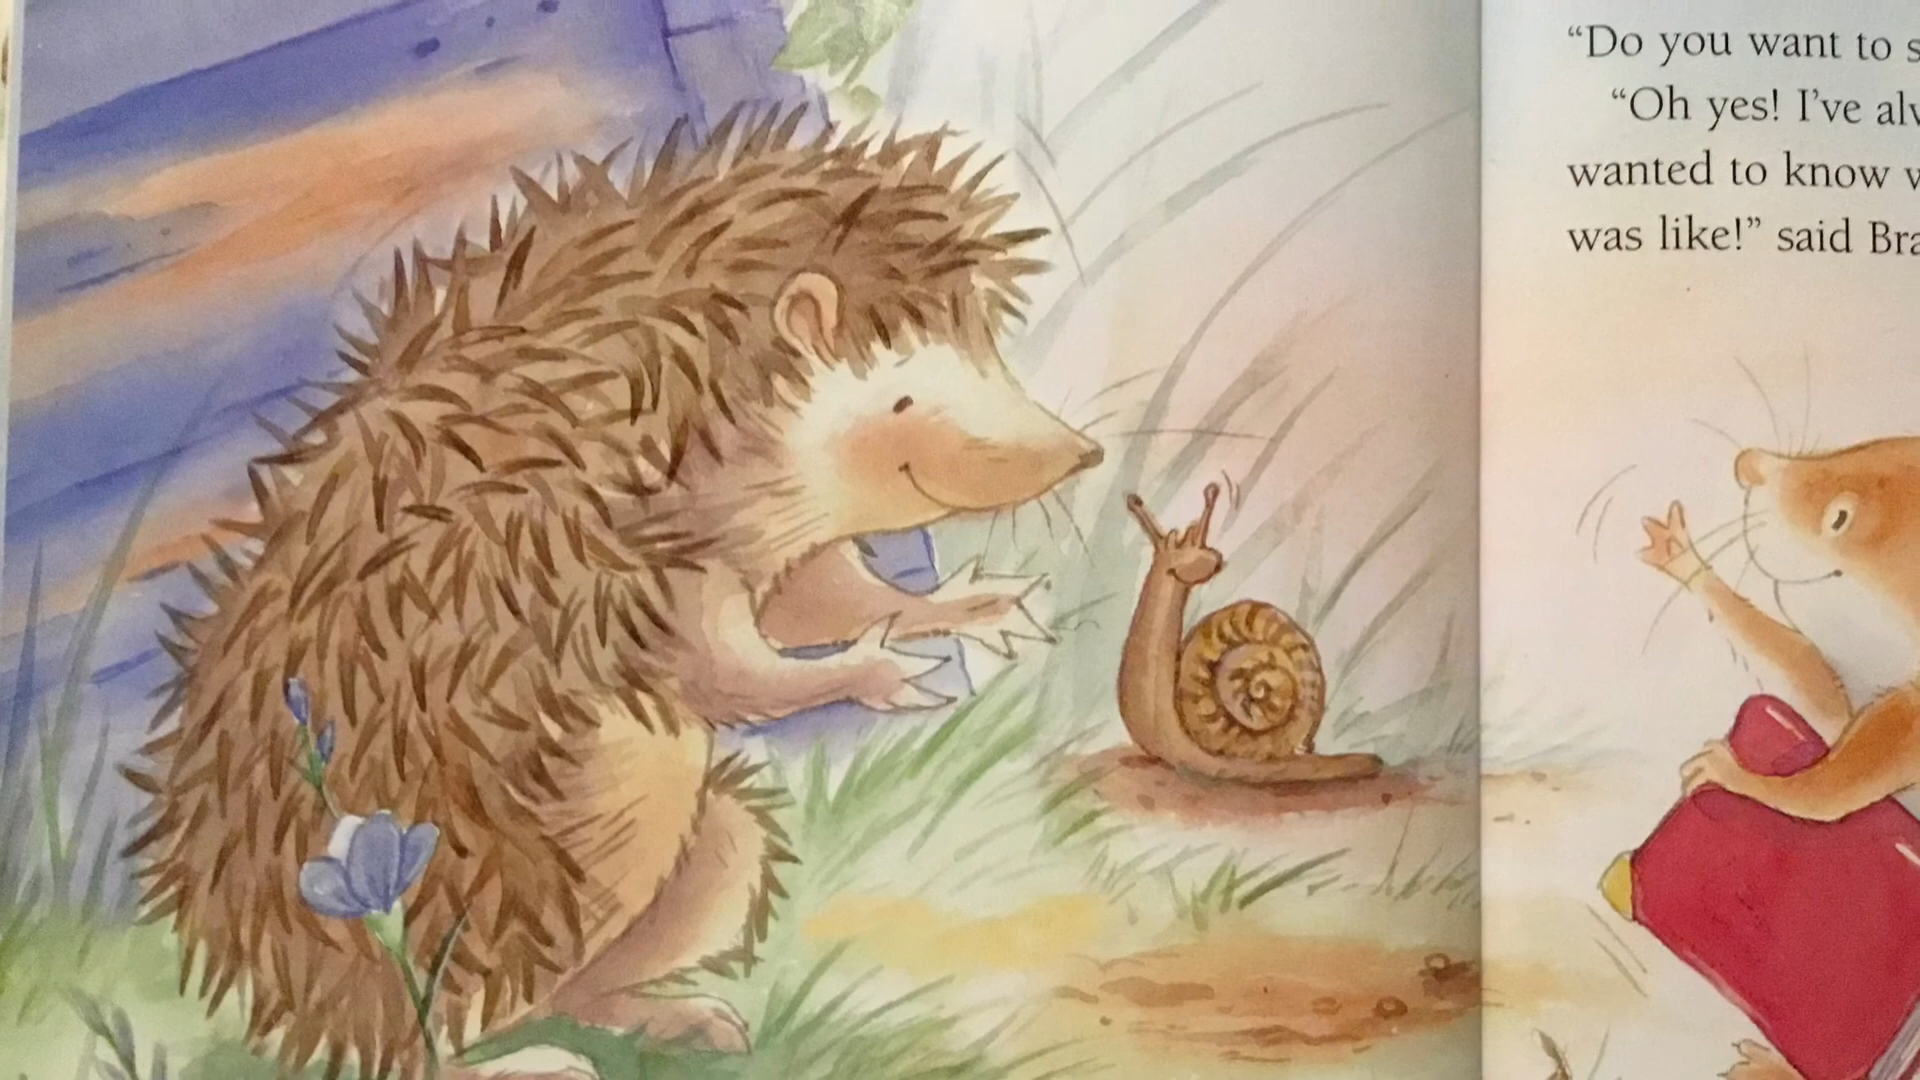 “Do you want to
“Oh yes! I’ve
wanted to know
was like!” said